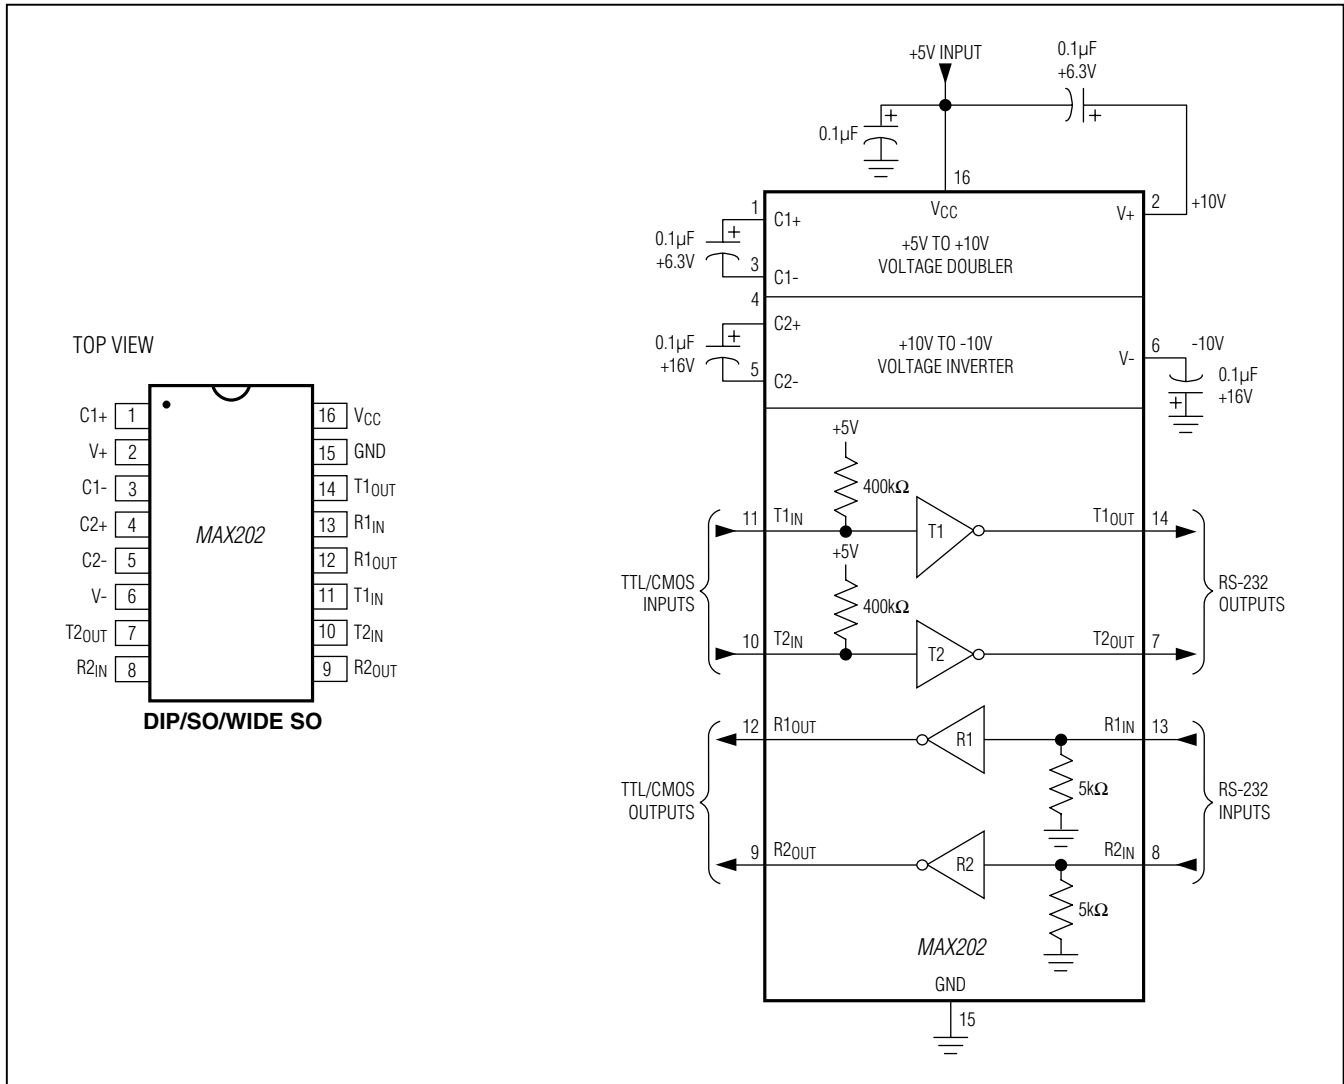 TOP VIEW
C1+ 1
V+ 2
C1- 3
C2+ 4
C2- 5
V- 6
T2OUT 7
R2IN 8
MAX202
16 VCC
15 GND
14 T1OUT
13 R1IN
12 R1OUT
11 T1IN
10 T2IN
9 R2OUT
DIP/SO/WIDE SO
+5V INPUT
0.1µF
+6.3V
+
0.1µF
+
16
VCC
1
C1+
V+
2
+10V
0.1µF
+6.3V
+
+5V TO +10V
VOLTAGE DOUBLER
3
C1-
4
C2+
0.1µF
+16V
+
+10V TO -10V
VOLTAGE INVERTER
5
C2-
V-
6
-10V
0.1µF
+16V
+
+5V
400kΩ
11
T1IN
T1
T1OUT
14
+5V
TTL/CMOS
INPUTS
400kΩ
RS-232
OUTPUTS
10
T2IN
T2
T2OUT
7
12
R1OUT
R1
R1IN
13
TTL/CMOS
OUTPUTS
5kΩ
RS-232
INPUTS
9
R2OUT
R2
R2IN
8
5kΩ
MAX202
GND
15